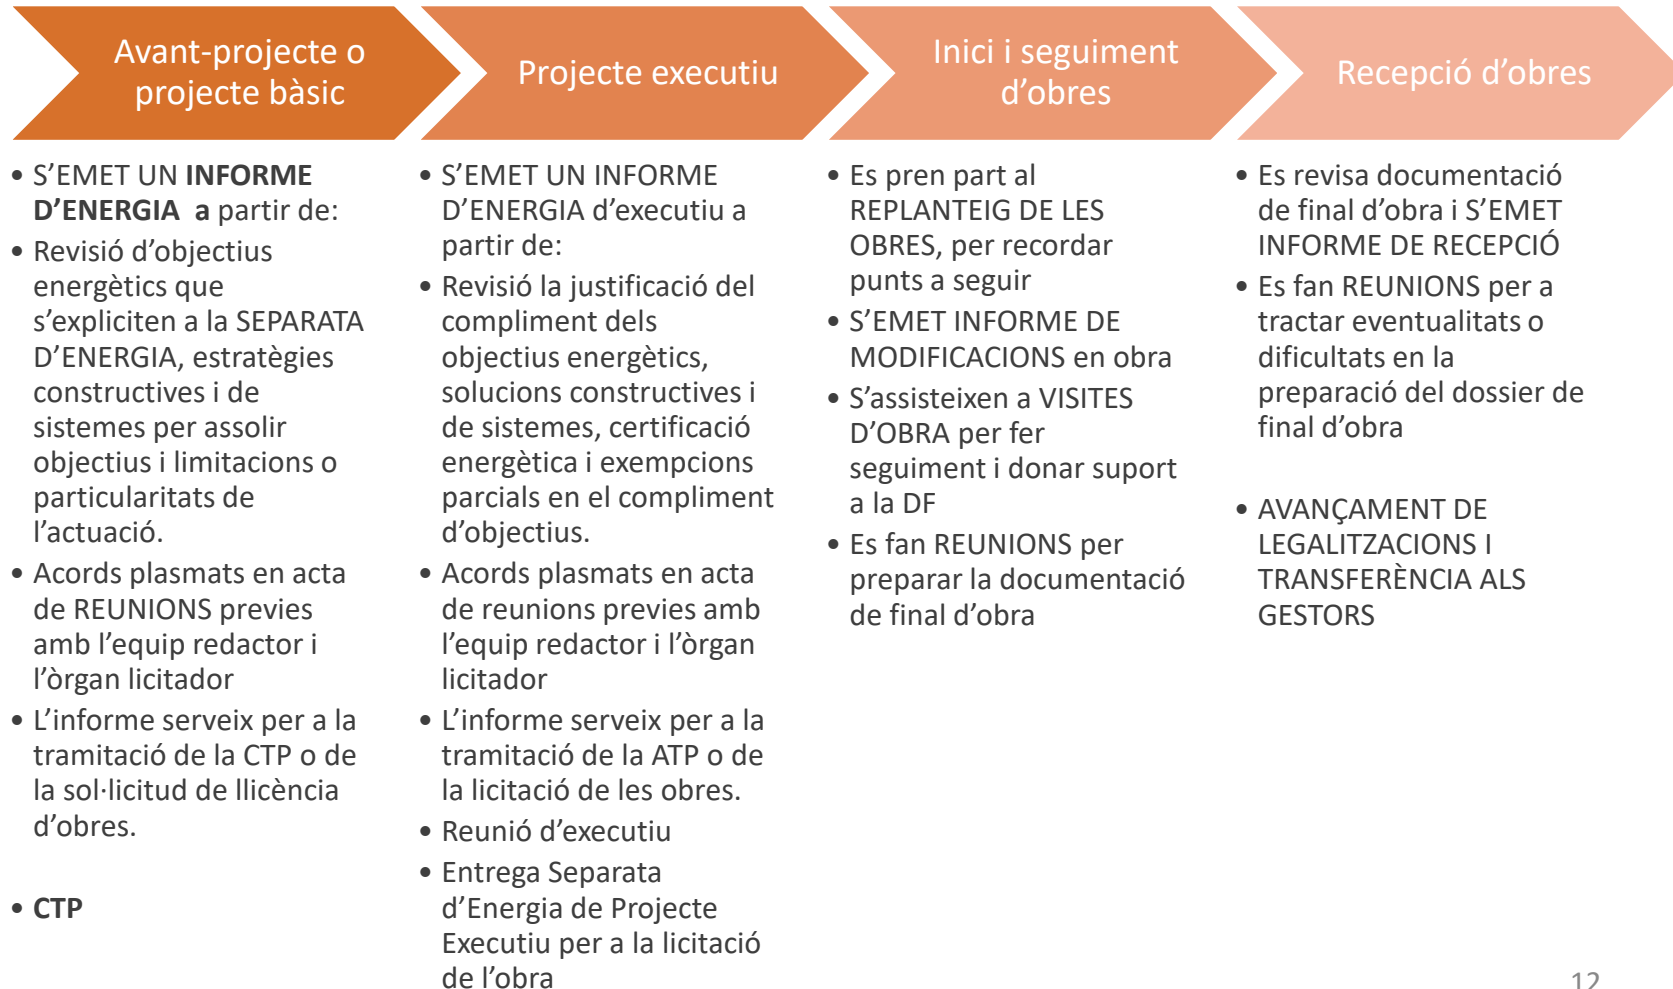 Avant-projecte o
projecte bàsic
• S'EMET UN INFORME
D'ENERGIA  a partir de:
• Revisió d'objectius
energètics que
s'expliciten a la SEPARATA
D'ENERGIA, estratègies
constructives i de
sistemes per assolir
objectius i limitacions o
particularitats de
l'actuació.
• Acords plasmats en acta
de REUNIONS previes
amb l'equip redactor i
l'òrgan licitador
• L'informe serveix per a la
tramitació de la CTP o de
la sol·licitud de llicència
d'obres.
• CTP
Projecte executiu
• S'EMET UN INFORME
D'ENERGIA d'executiu a
partir de:
• Revisió la justificació del
compliment dels
objectius energètics,
solucions constructives i
de sistemes, certificació
energètica i exempcions
parcials en el compliment
d'objectius.
• Acords plasmats en acta
de reunions previes amb
l'equip redactor i l'òrgan
licitador
• L'informe serveix per a la
tramitació de la ATP o de
la licitació de les obres.
• Reunió d'executiu
• Entrega Separata
d'Energia de Projecte
Executiu per a la licitació
de l'obra
Inici i seguiment
d'obres
• Es pren part al
REPLANTEIG DE LES
OBRES, per recordar
punts a seguir
• S'EMET INFORME DE
MODIFICACIONS en obra
• S'assisteixen a VISITES
D'OBRA per fer
seguiment i donar suport
a la DF
• Es fan REUNIONS per
preparar la documentació
de final d'obra
Recepció d'obres
• Es revisa documentació
de final d'obra i S'EMET
INFORME DE RECEPCIÓ
• Es fan REUNIONS per a
tractar eventualitats o
dificultats en la
preparació del dossier de
final d'obra
• AVANÇAMENT DE
LEGALITZACIONS I
TRANSFERÈNCIA ALS
GESTORS
12